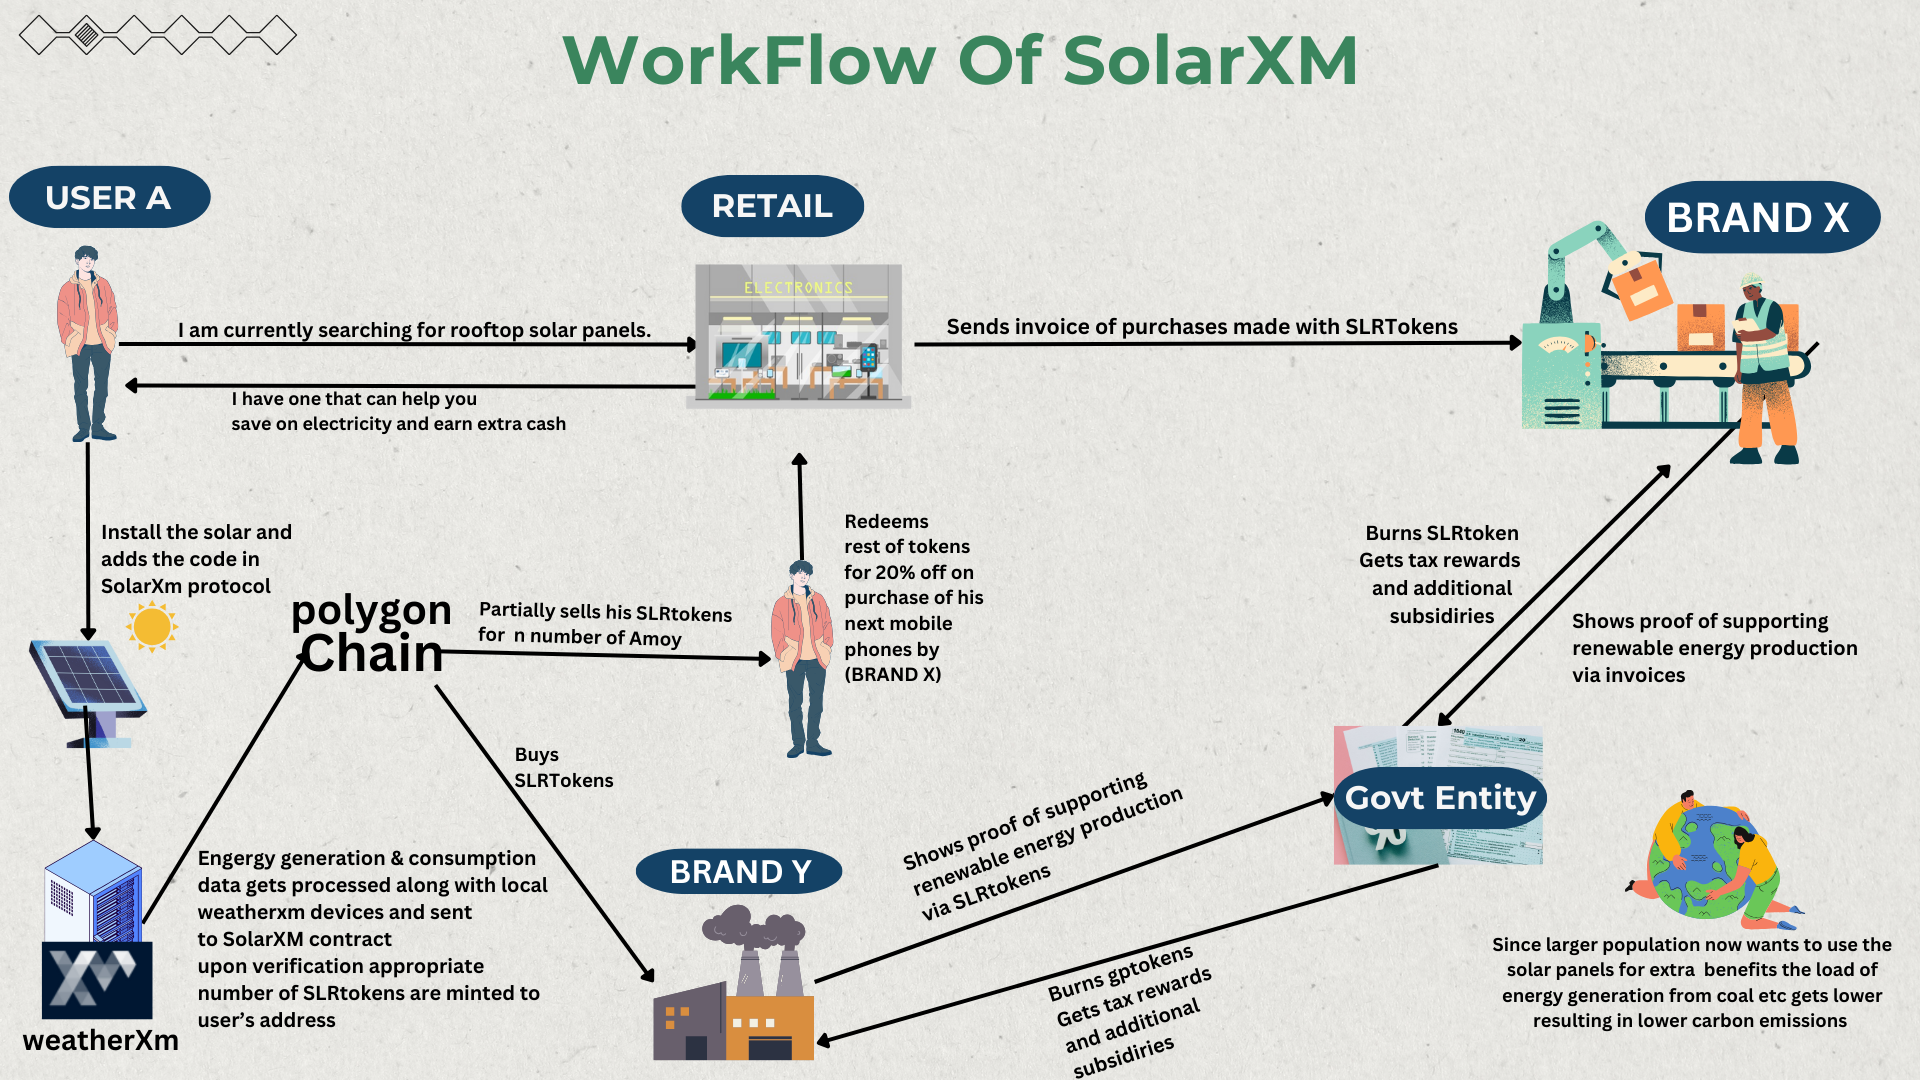 WorkFlow Of SolarXM
USER A
RETAIL
BRAND X
ELECTRONICS
I am currently searching for rooftop solar panels.
Sends invoice of purchases made with SLRTokens
I have one that can help you
save on electricity and earn extra cash
Install the solar and
adds the code in
SolarXm protocol
polygon
Chain
Partially sells his SLRtokens
for n number of Amoy
Redeems
rest of tokens
for 20% off on
purchase of his
next mobile
phones by
(BRAND X)
Burns SLRtoken
Gets tax rewards
and additional
subsidiries
Shows proof of supporting
renewable energy production
via invoices
Buys
SLRTokens
Govt Entity
%
Shows proof of supporting
renewable energy production
via SLRtokens
BRAND Y
Engergy generation & consumption
data gets processed along with local
weatherxm devices and sent
to SolarXM contract
upon verification appropriate
number of SLRtokens are minted to
user's address
XM
weatherXm
Burns gptokens
Gets tax rewards
and additional
subsidiries
Since larger population now wants to use the
solar panels for extra benefits the load of
energy generation from coal etc gets lower
resulting in lower carbon emissions